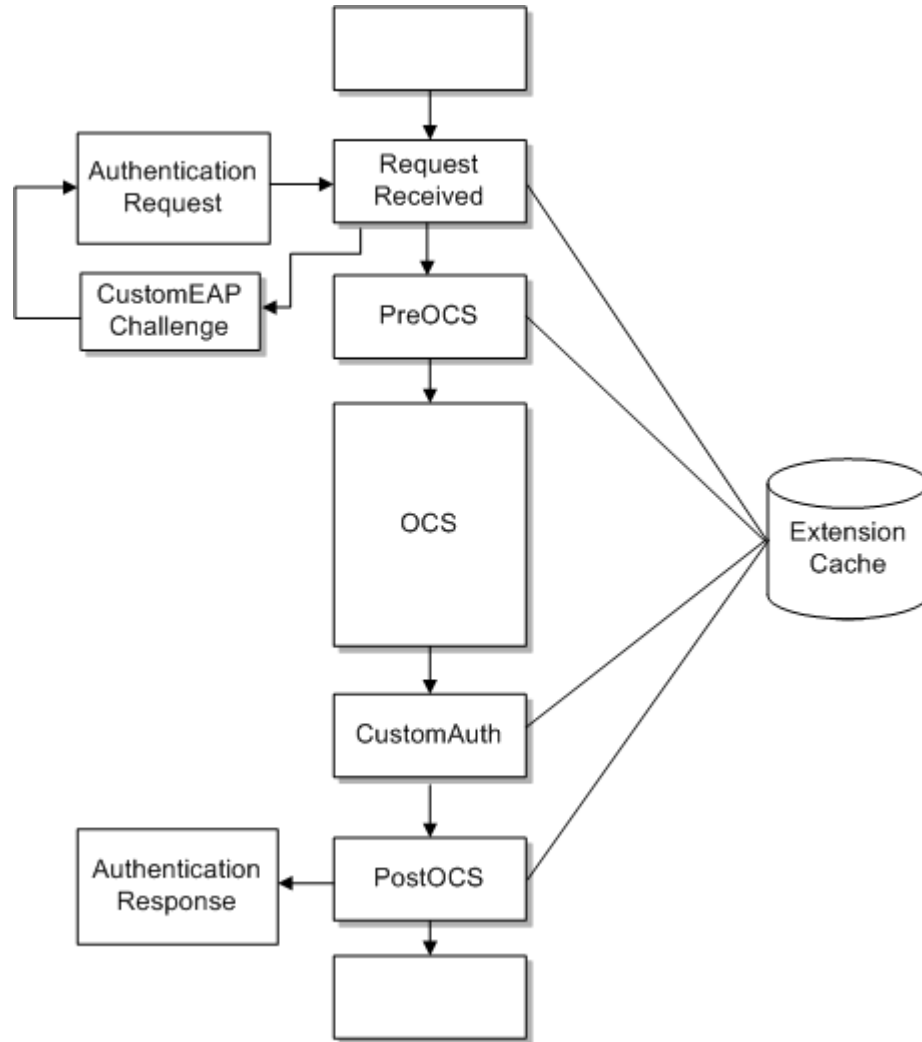 Authentication
Request
Request
Received
CustomEAP
Challenge
PreOCS
OCS
Extension
Cache
CustomAuth
Authentication
Response
PostOCS